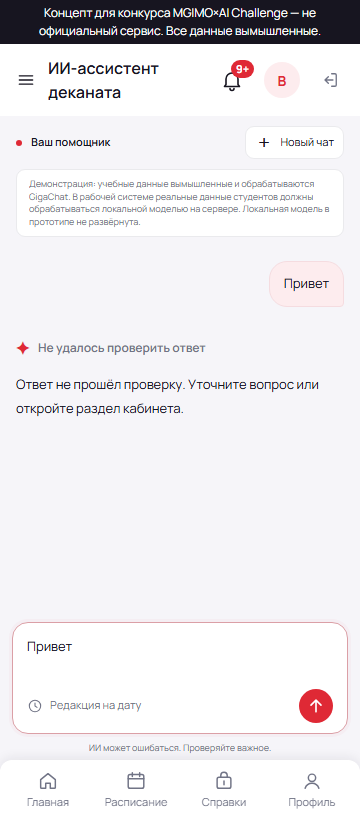 Концепт для конкурса MGIMO×AI Challenge — не
официальный сервис. Все данные вымышленные.
ИИ-ассистент
деканата
9+
В
Ваш помощник
+ Новый чат
Демонстрация: учебные данные вымышленные и обрабатываются
GigaChat. В рабочей системе реальные данные студентов должны
обрабатываться локальной моделью на сервере. Локальная модель в
прототипе не развёрнута.
Привет
Не удалось проверить ответ
Ответ не прошёл проверку. Уточните вопрос или
откройте раздел кабинета.
Привет
Редакция на дату
ИИ может ошибаться. Проверяйте важное.
Главная
Расписание
Справки
Профиль